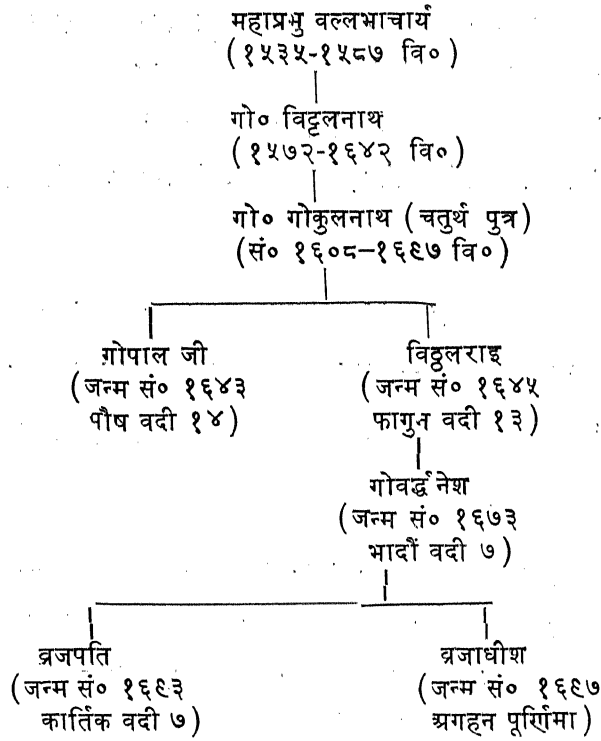 महाप्रभु वल्लभाचार्य
(१५३५-१५८७ वि०)
गो० विट्टलनाथ
(१५७२-१६४२ वि०)
गो० गोकुलनाथ (चतुर्थ पुत्र)
(सं० १६०८–१६९७ वि०)
गोपाल जी
विठ्ठलराइ
(जन्म सं० १६४३
(जन्म सं० १६४५
पौष वदी १४)
फागुन वदी १३)
गोवर्द्धनेश
(जन्म सं० १६७३
भादौं वदी ७)
व्रजपति
व्रजाधीश
(जन्म सं० १६९३
(जन्म सं० १६९७
कार्तिक वदी ७)
अगहन पूर्णिमा)